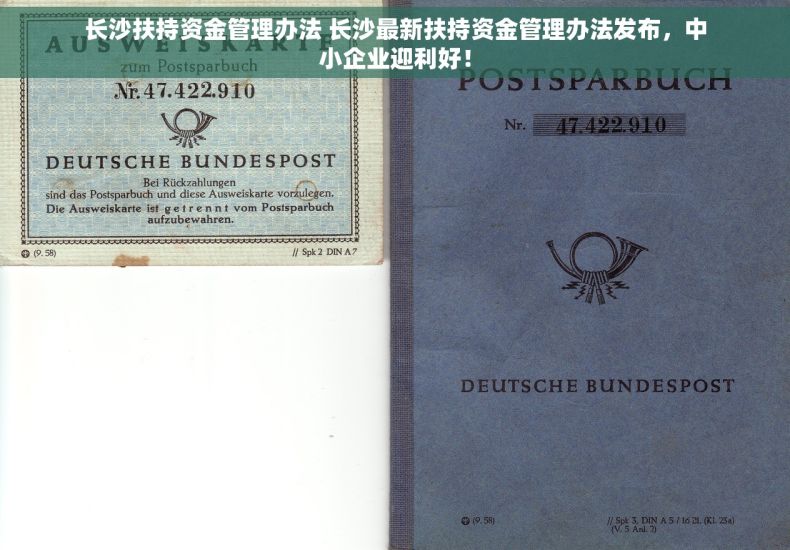 长沙扶持资金管理办法 长沙最新扶持资金管理办法发布，中
小企业迎利好！
AUSWEISKARTE
zum Postsparbuch
Nr. 47.422.910
DEUTSCHE BUNDESPOST
Bei Rückzahlungen
sind das Postsparbuch und diese Ausweiskarte vorzulegen.
Die Ausweiskarte ist getrennt vom Postsparbuch
aufzubewahren.
(9. 58)
// Spk 2 DIN A 7
POSTSPARBUCH
Nr. 47.422.910
DEUTSCHE BUNDESPOST
(9. 58)
// Spk 3, DIN A 5 / 16 Bl. (Kl. 23a)
(V, 5 Anl. 2)